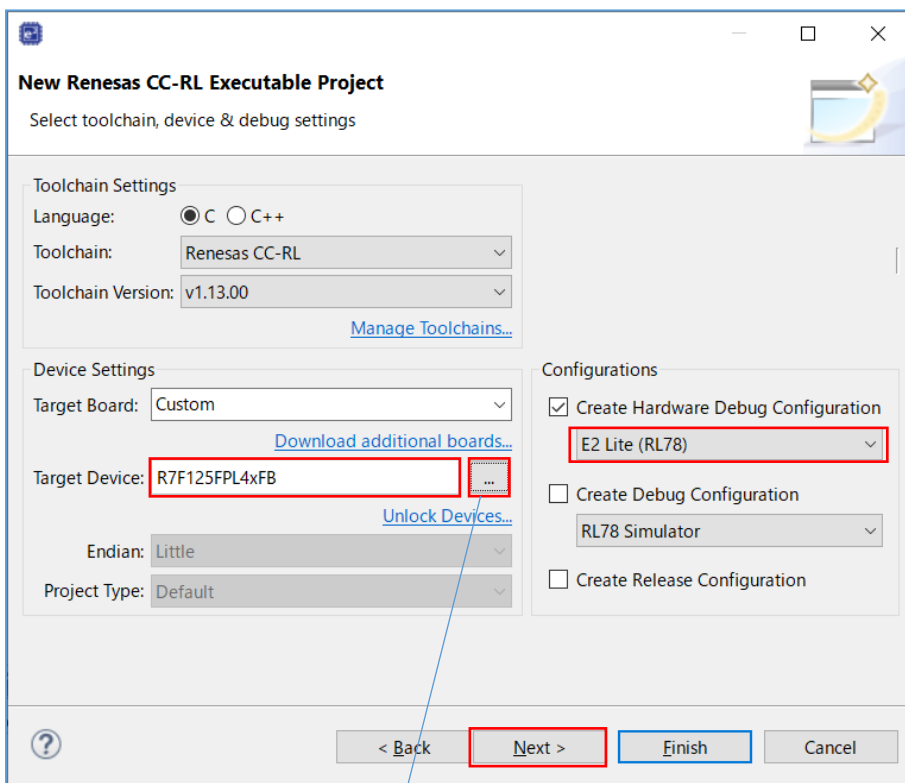 New Renesas CC-RL Executable Project
Select toolchain, device & debug settings
Toolchain Settings
Language: C C++
Toolchain: Renesas CC-RL
Toolchain Version: v1.13.00
Manage Toolchains...
Device Settings
Target Board: Custom
Download additional boards...
Target Device: R7F125FPL4xFB ...
Unlock Devices...
Endian: Little
Project Type: Default
Configurations
Create Hardware Debug Configuration
E2 Lite (RL78)
Create Debug Configuration
RL78 Simulator
Create Release Configuration
? < Back Next > Finish Cancel